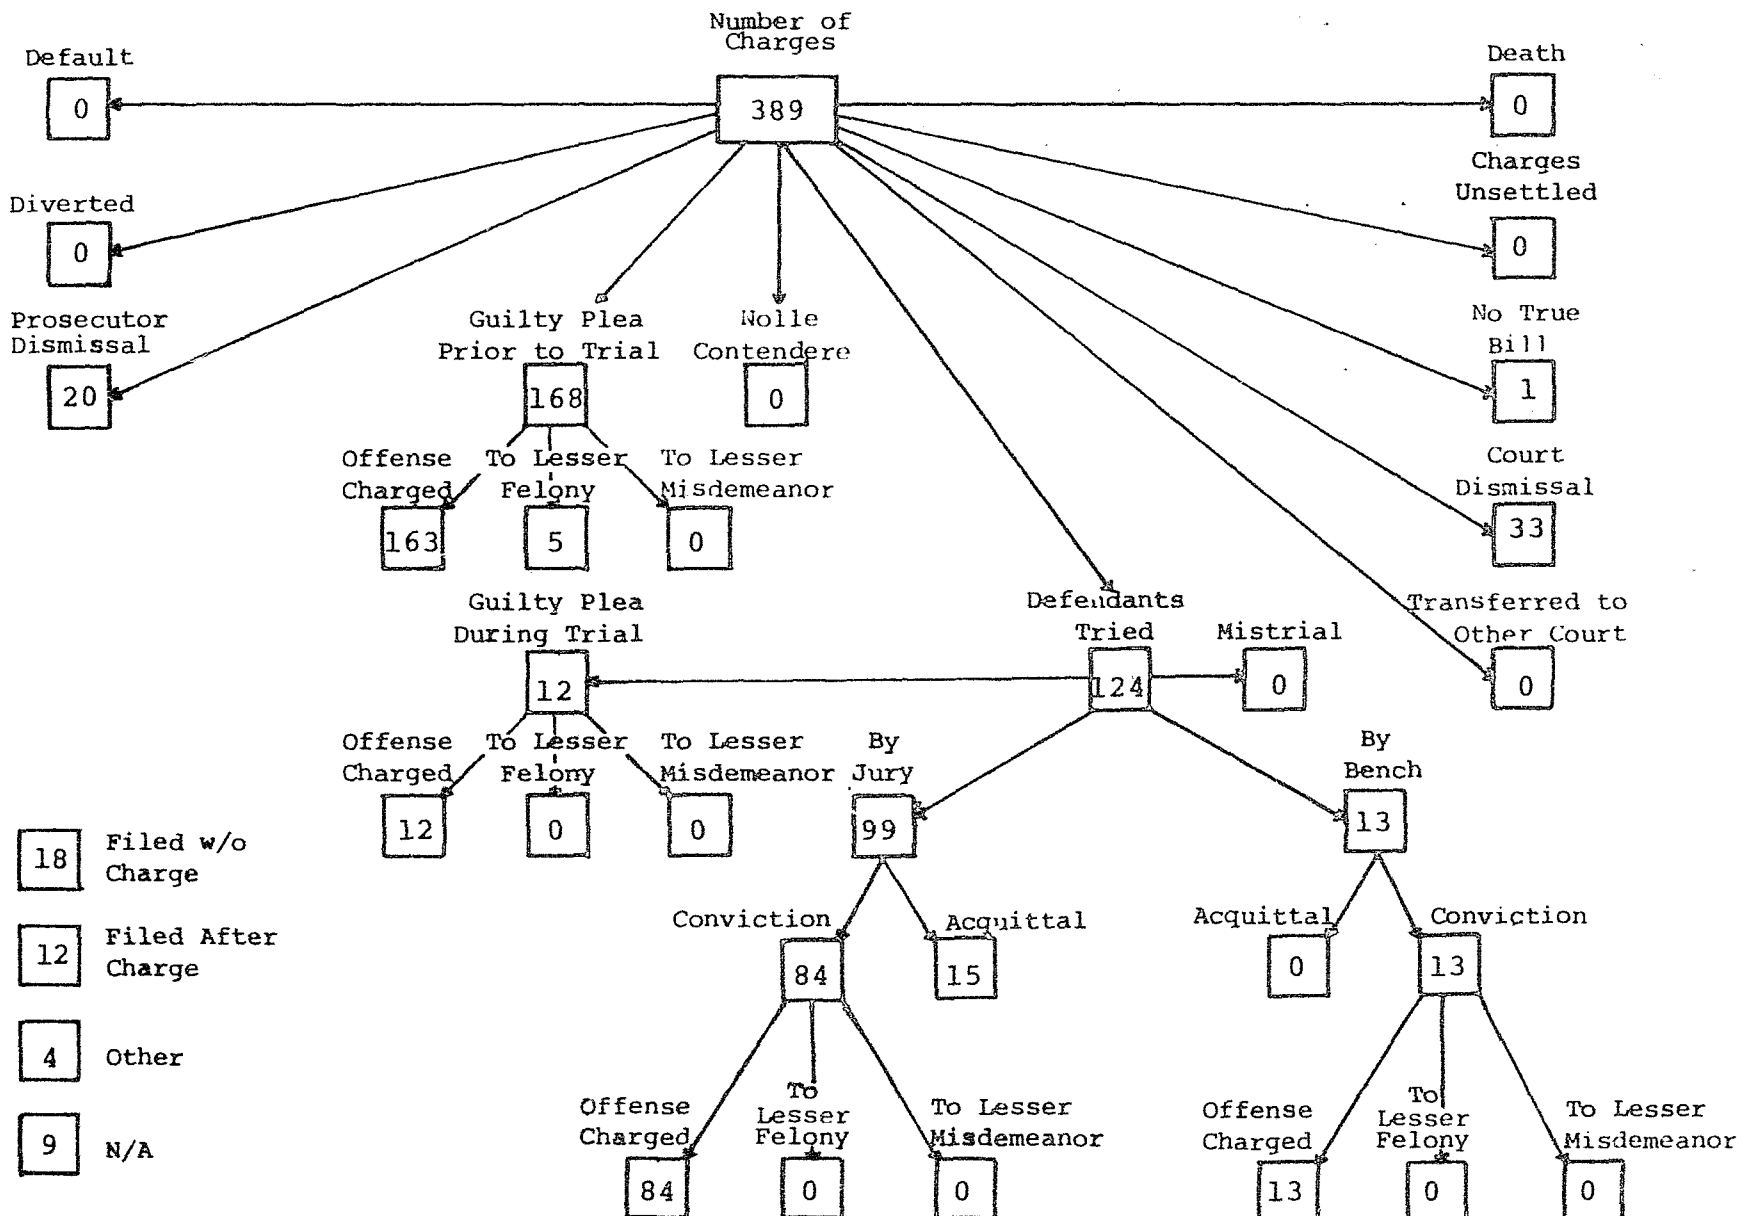 Number of
Charges
389
Default
0
Death
0
Diverted
0
Charges
Unsettled
0
Prosecutor
Dismissal
20
Guilty Plea
Prior to Trial
168
Nolle
Contendere
0
No True
Bill
1
Offense
Charged
163
To Lesser
Felony
5
To Lesser
Misdemeanor
0
Court
Dismissal
33
Guilty Plea
During Trial
12
Defendants
Tried
124
Mistrial
0
Transferred to
Other Court
0
Offense
Charged
12
To Lesser
Felony
0
To Lesser
Misdemeanor
0
By
Jury
99
By
Bench
13
18
Filed w/o
Charge
12
Filed After
Charge
4
Other
9
N/A
Conviction
84
Acquittal
15
Acquittal
0
Conviction
13
Offense
Charged
84
To
Lesser
Felony
0
To Lesser
Misdemeanor
0
Offense
Charged
13
To
Lesser
Felony
0
To Lesser
Misdemeanor
0